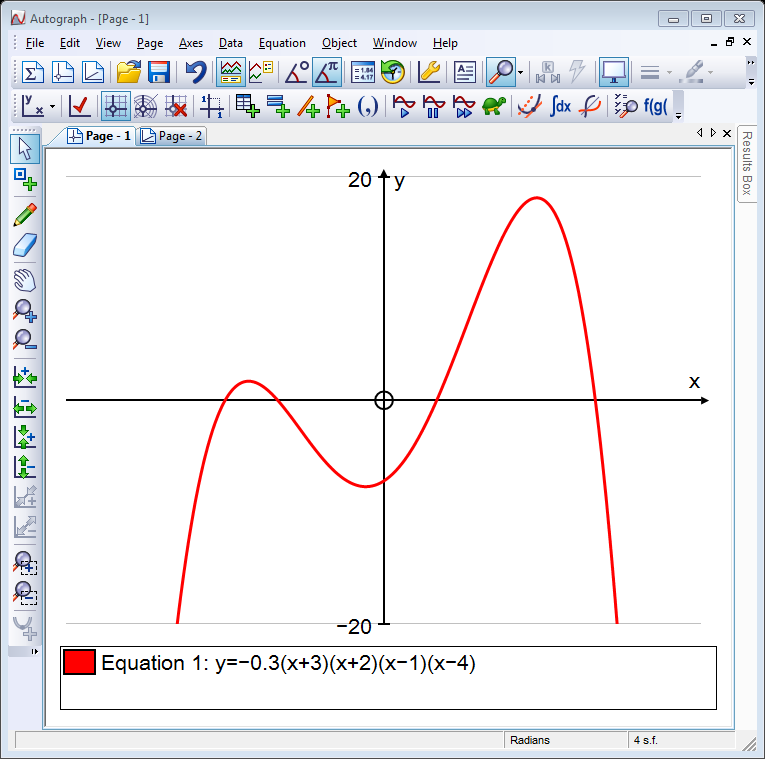 Autograph - [Page - 1]
File Edit View Page Axes Data Equation Object Window Help
Page - 1 Page - 2
Results Box
20 y
x
−20
Equation 1: y=−0.3(x+3)(x+2)(x−1)(x−4)
Radians 4 s.f.